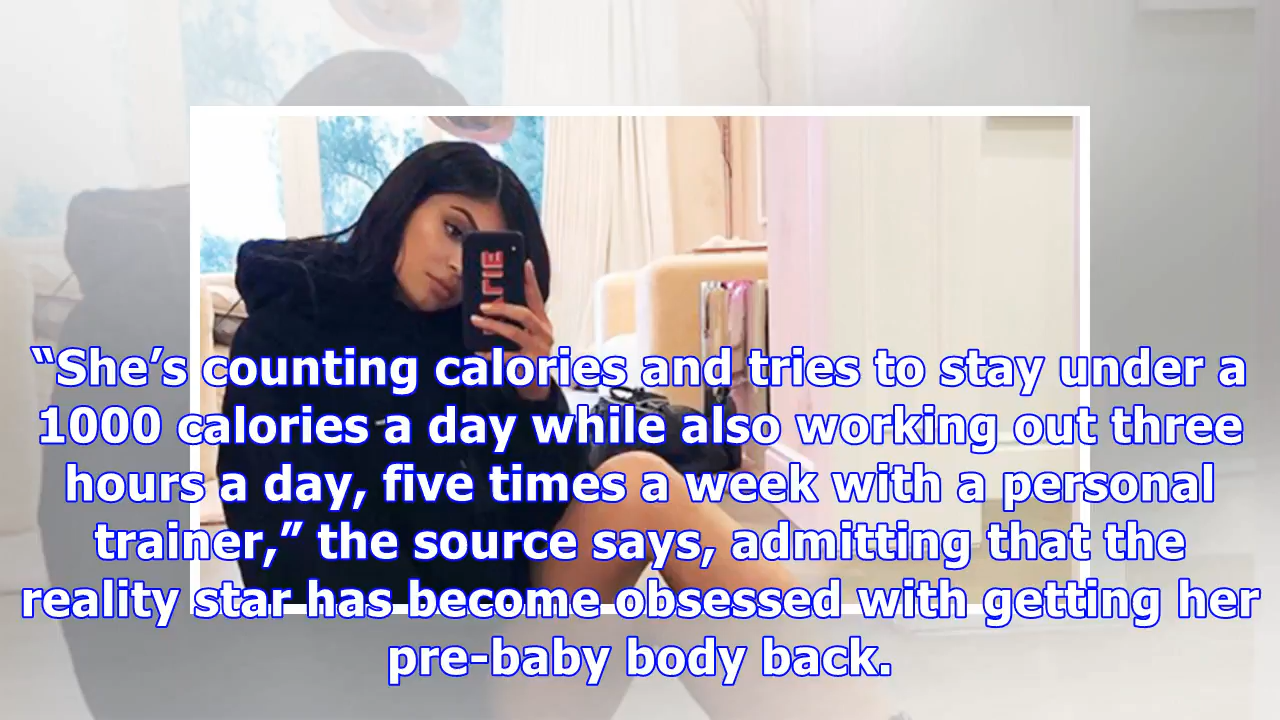 “She’s counting calories and tries to stay under a
1000 calories a day while also working out three
hours a day, five times a week with a personal
trainer,” the source says, admitting that the
reality star has become obsessed with getting her
pre-baby body back.